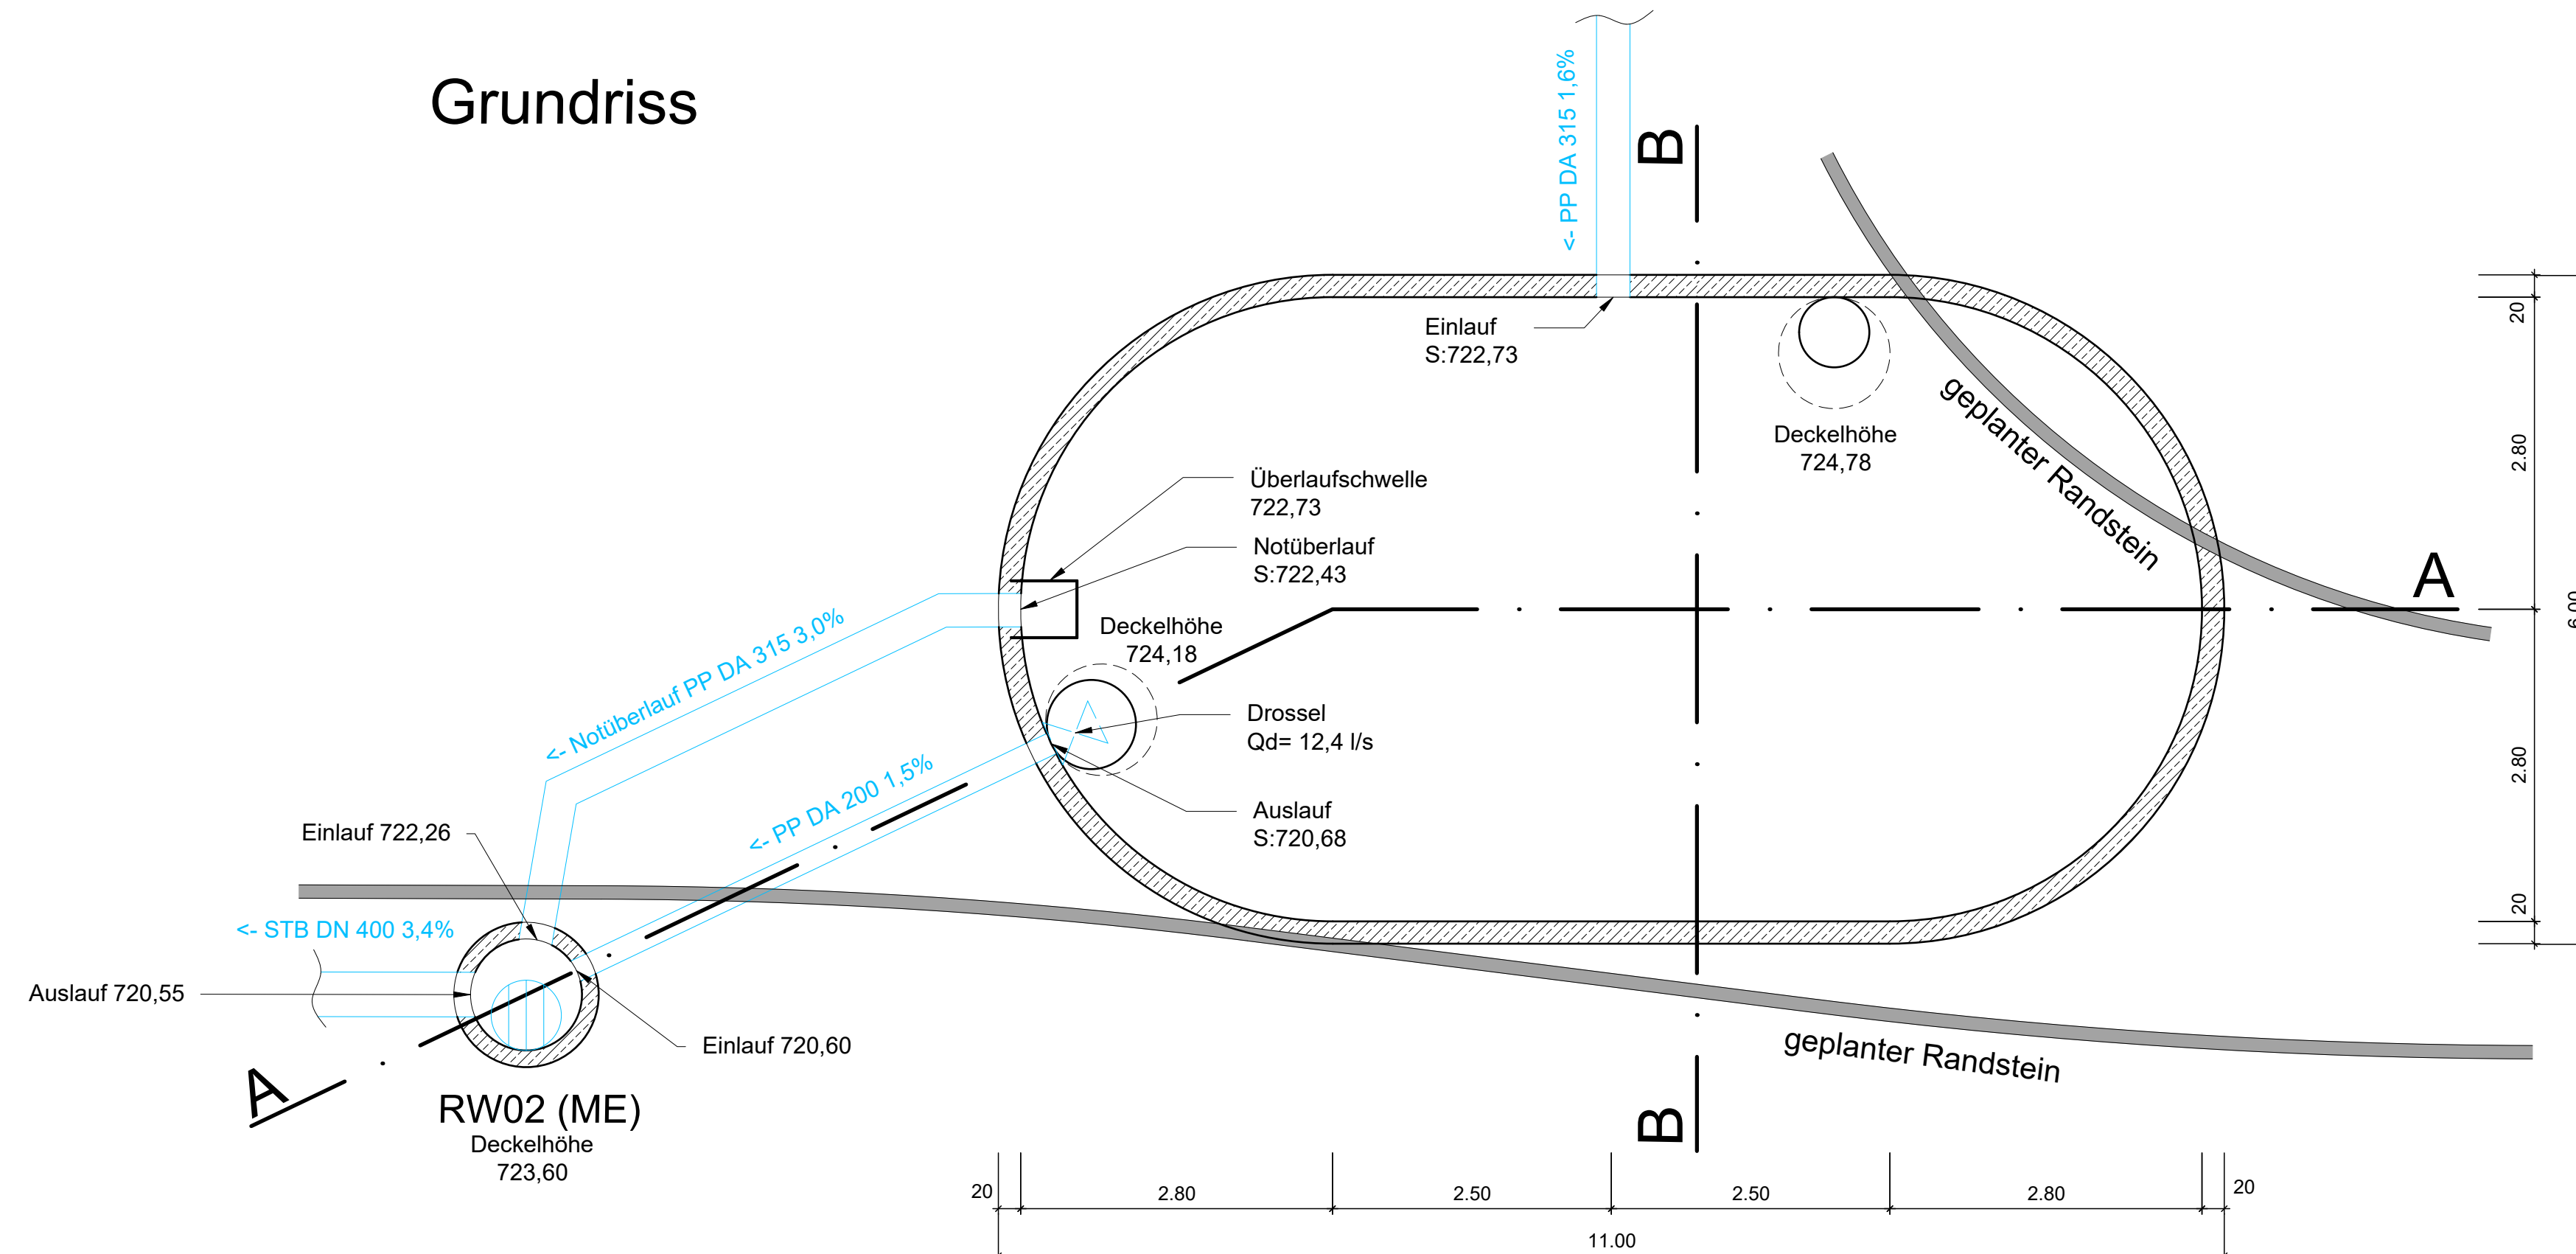 Grundriss
<- PP DA 315 1,6%
B
Einlauf
S:722,73
Deckelhöhe
724,78
geplanter Randstein
20
2.80
2.80
20
6.00
Überlaufschwelle
722,73
Notüberlauf
S:722,43
A
Deckelhöhe
724,18
<- Notüberlauf PP DA 315 3,0%
Drossel
Qd= 12,4 l/s
<- PP DA 200 1,5%
Auslauf
S:720,68
Einlauf 722,26
<- STB DN 400 3,4%
Auslauf 720,55
Einlauf 720,60
geplanter Randstein
A
B
RW02 (ME)
Deckelhöhe
723,60
20
2.80
2.50
2.50
2.80
20
11.00